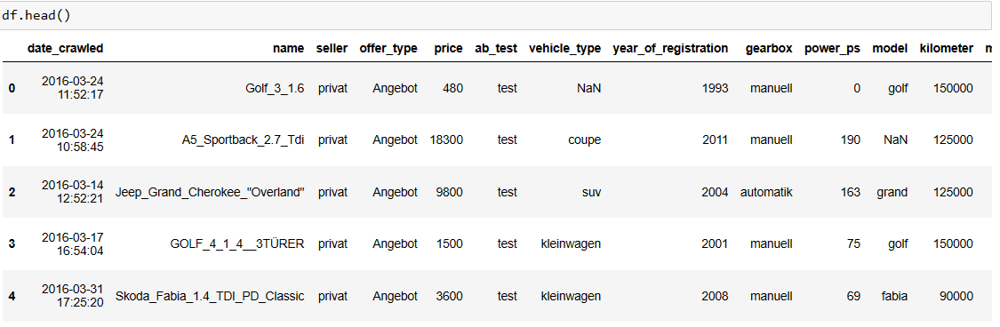 df.head()
date_crawled name seller offer_type price ab_test vehicle_type year_of_registration gearbox power_ps model kilometer m
0 2016-03-24 11:52:17 Golf_3_1.6 privat Angebot 480 test NaN 1993 manuell 0 golf 150000
1 2016-03-24 10:58:45 A5_Sportback_2.7_Tdi privat Angebot 18300 test coupe 2011 manuell 190 NaN 125000
2 2016-03-14 12:52:21 Jeep_Grand_Cherokee_"Overland" privat Angebot 9800 test suv 2004 automatik 163 grand 125000
3 2016-03-17 16:54:04 GOLF_4_1_4__3TÜRER privat Angebot 1500 test kleinwagen 2001 manuell 75 golf 150000
4 2016-03-31 17:25:20 Skoda_Fabia_1.4_TDI_PD_Classic privat Angebot 3600 test kleinwagen 2008 manuell 69 fabia 90000